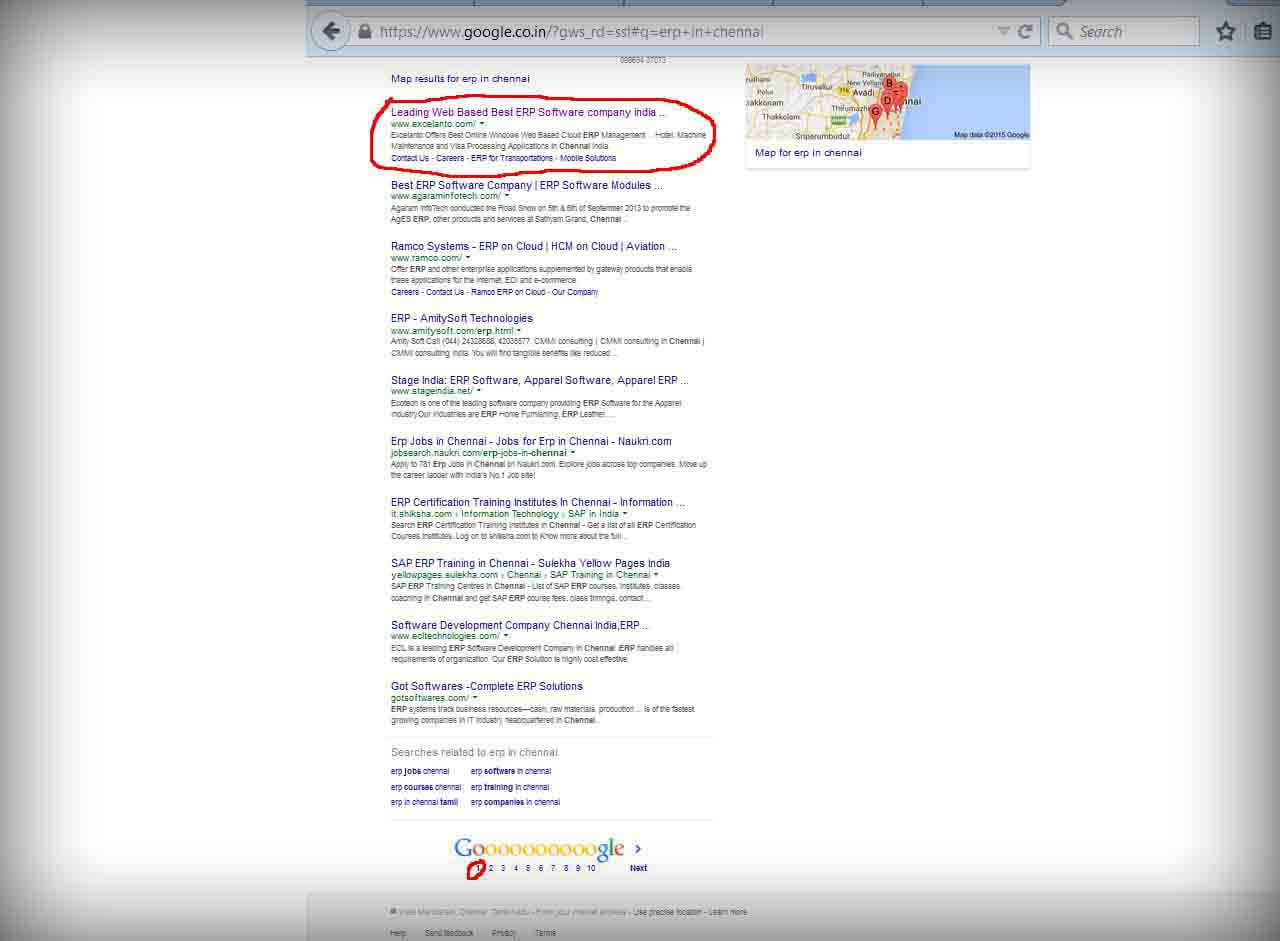 https://www.google.co.in/?gws_rd=ssl#q=erp+in+chennai
Search
Map results for erp in chennai
Leading Web Based Best ERP Software company india ...
www.excelanto.com/
Excelanto Offers Best Online Windows Web Based Cloud ERP Management ... Hotel, Machine
Maintenance and Visa Processing Applications in Chennai India.
Contact Us - Careers - ERP for Transportations - Mobile Solutions
Best ERP Software Company | ERP Software Modules ...
www.agaraminfotech.com/
Agaram InfoTech conducted the Road Show on 5th & 6th of September 2013 to promote the
AgES ERP, other products and services at Sathyam Grand, Chennai ...
Ramco Systems - ERP on Cloud | HCM on Cloud | Aviation ...
www.ramco.com/
Offer ERP and other enterprise applications supplemented by gateway products that enable
these applications for the Internet, EDI and e-commerce.
Careers - Contact Us - Ramco ERP on Cloud - Our Company
ERP - AmitySoft Technologies
www.amitysoft.com/erp.html
Amity Soft Call (044) 24328688, CMMI consulting | CMMI consulting in Chennai |
CMMI consulting India. You will find tangible benefits like reduced ...
Stage India: ERP Software, Apparel Software, Apparel ERP ...
www.stageindia.net/
Ecotech is one of the leading software company providing ERP Software for the Apparel
Industry.Our Industries are ERP Home Furnishing, ERP Leather, ...
Erp Jobs in Chennai - Jobs for Erp in Chennai - Naukri.com
jobsearch.naukri.com/erp-jobs-in-chennai
Apply to 781 Erp Jobs in Chennai on Naukri.com. Explore jobs across top companies. Move up
the career ladder with India's No.1 Job site!
ERP Certification Training Institutes In Chennai - Information ...
it.shiksha.com › Information Technology › SAP in India
Search ERP Certification Training Institutes in Chennai - Get a list of all ERP Certification
Courses,Institutes. Log on to shiksha.com to Know more about the full ...
SAP ERP Training in Chennai - Sulekha Yellow Pages India
yellowpages.sulekha.com › Chennai › SAP Training in Chennai
SAP ERP Training Centres in Chennai - List of SAP ERP courses, institutes, classes,
coaching in Chennai and get SAP ERP course fees, class timings, contact ...
Software Development Company Chennai India,ERP ...
www.ecltechnologies.com/
ECL is a leading ERP Software Development Company in Chennai. ERP handles all
requirements of organization. Our ERP Solution is highly cost effective.
Got Softwares -Complete ERP Solutions
gotsoftwares.com/
ERP systems track business resources—cash, raw materials, production ... is of the fastest
growing companies in IT Industry, headquartered in Chennai..
Searches related to erp in chennai
erp jobs chennai erp software in chennai
erp courses chennai erp training in chennai
erp in chennai tamil erp companies in chennai
Goooooooooogle >
1 2 3 4 5 6 7 8 9 10 Next
Chennai, Tamil Nadu - From your Internet address - Use precise location - Learn more
Help Send feedback Privacy Terms
Tiruvallur
Avadi
Thakkolam
Sriperumbudur
B
D
G
Map data ©2015 Google
Map for erp in chennai